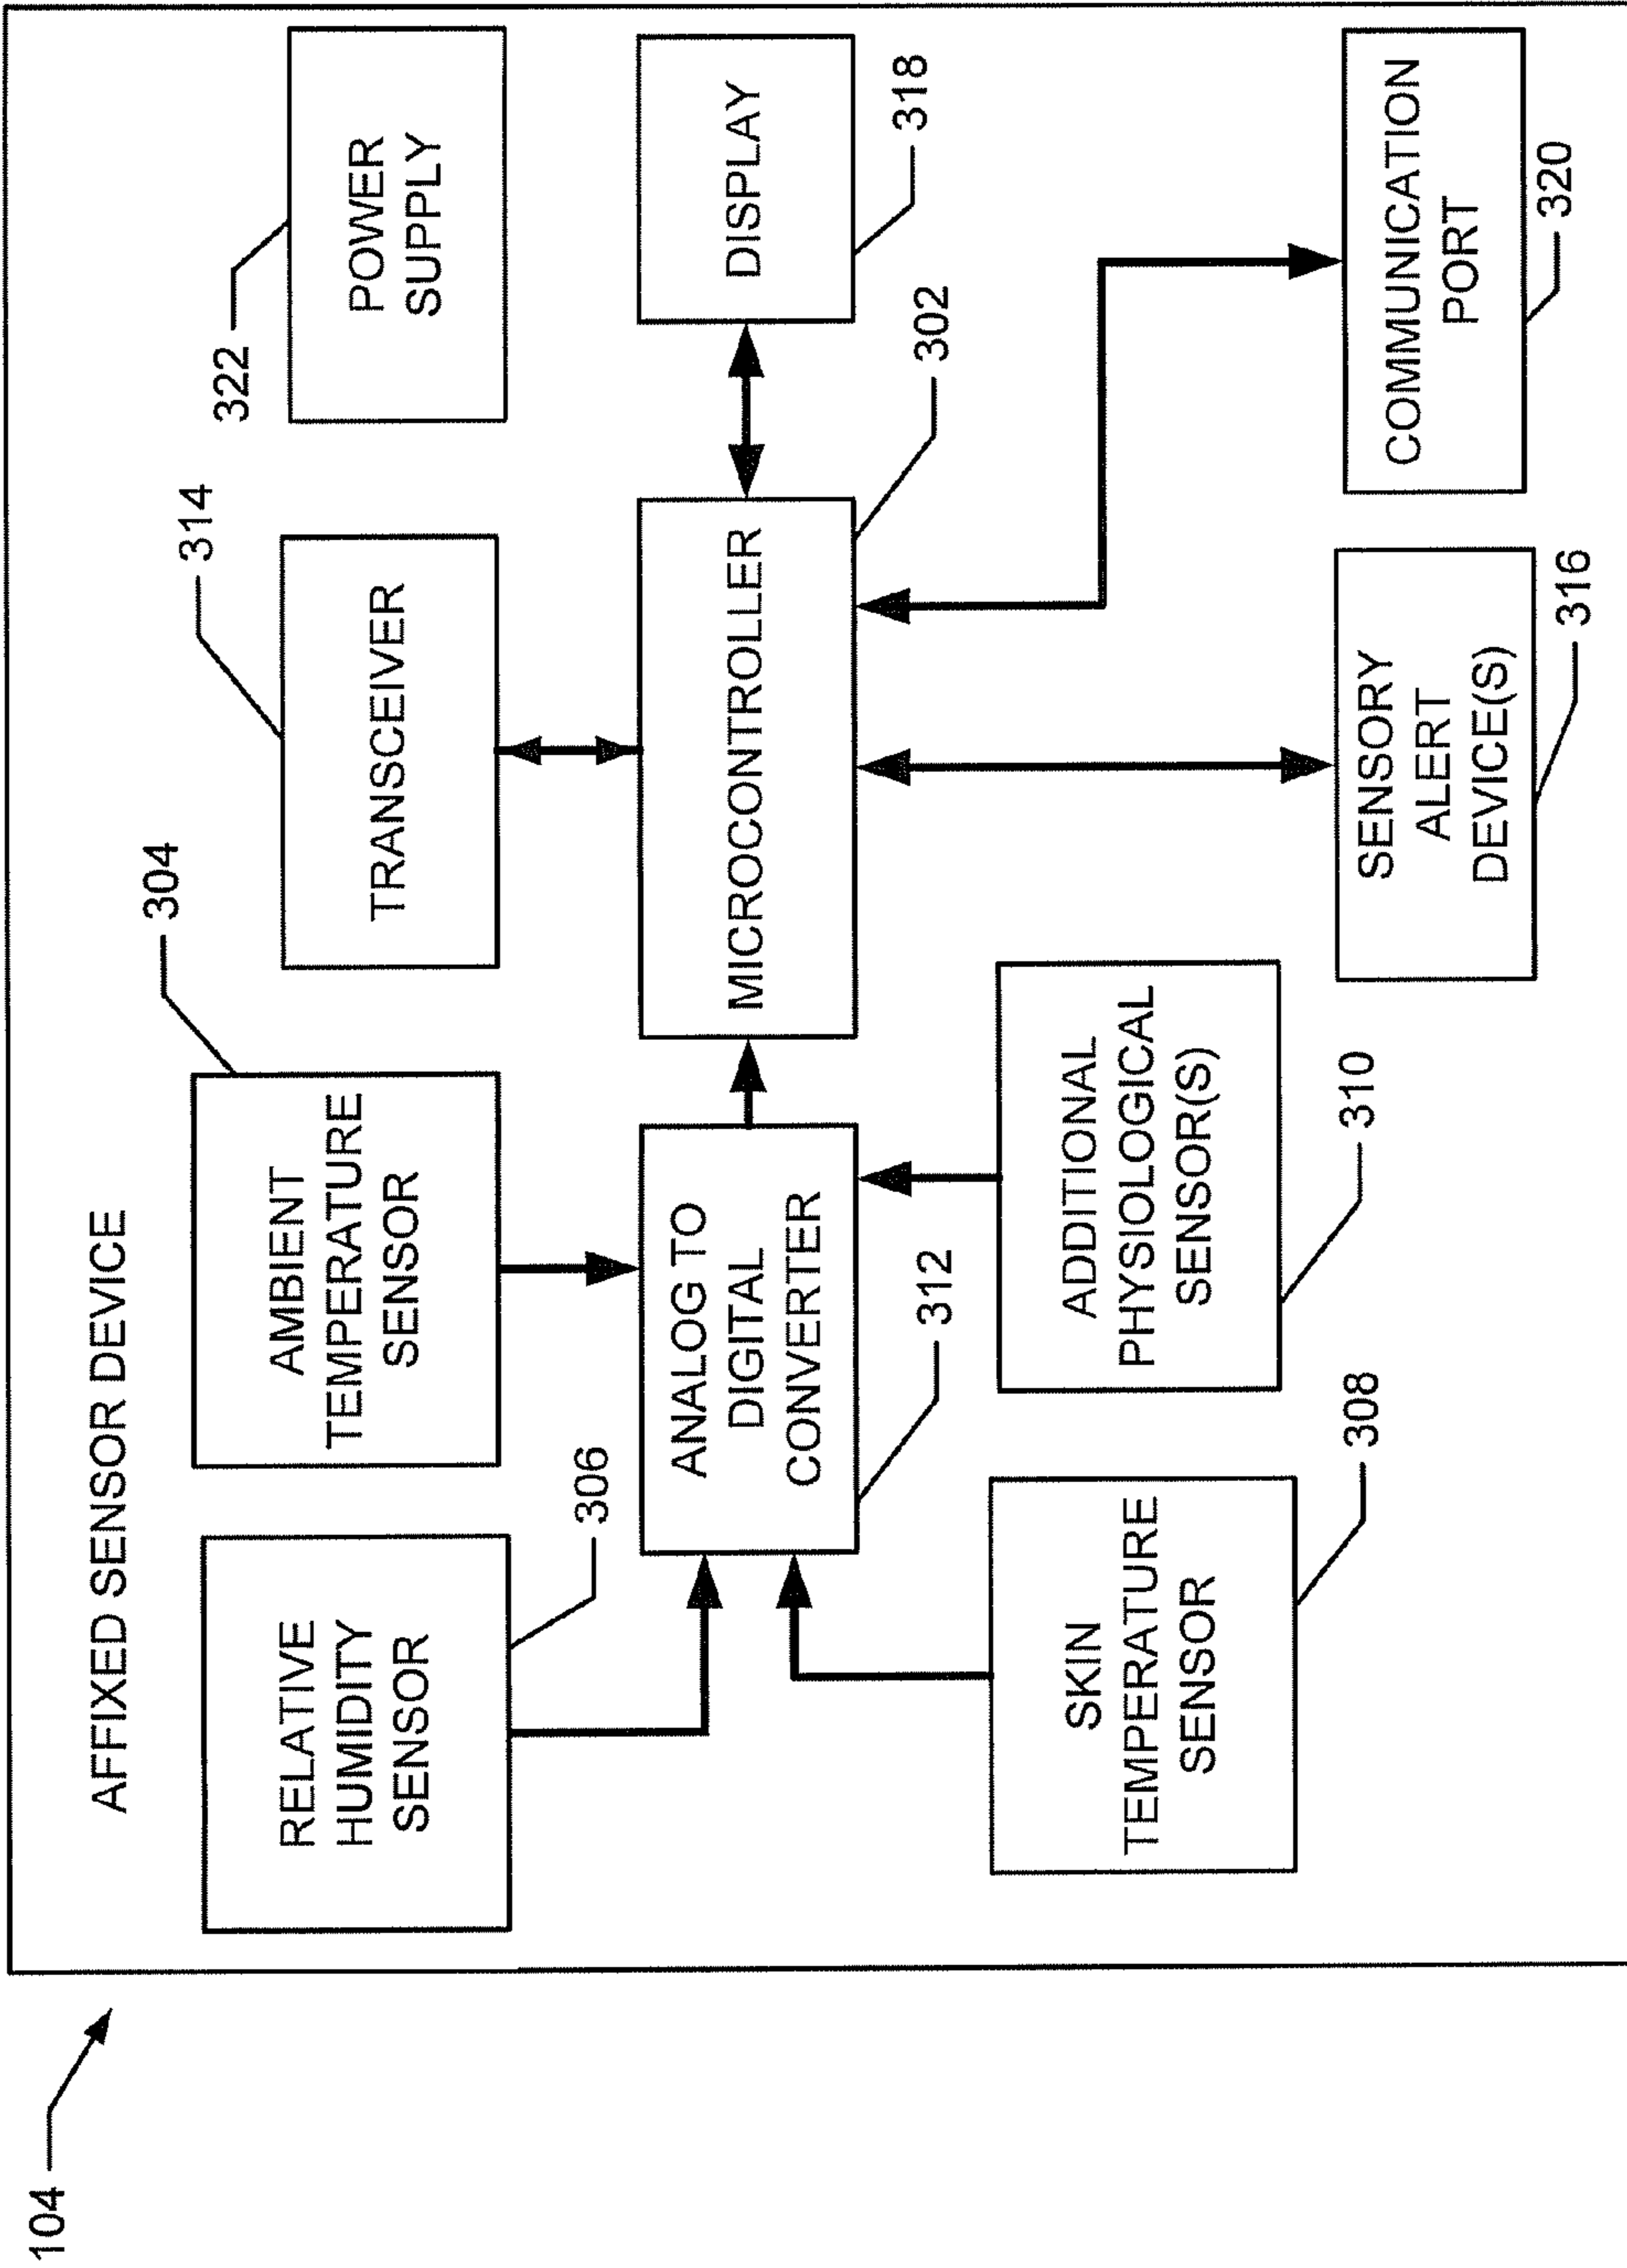 104
AFFIXED SENSOR DEVICE
RELATIVE
HUMIDITY
SENSOR
306
AMBIENT
TEMPERATURE
SENSOR
304
TRANSCEIVER
314
POWER
SUPPLY
322
ANALOG TO
DIGITAL
CONVERTER
312
MICROCONTROLLER
302
DISPLAY
318
SKIN
TEMPERATURE
SENSOR
308
ADDITIONAL
PHYSIOLOGICAL
SENSOR(S)
310
SENSORY
ALERT
DEVICE(S)
316
COMMUNICATION
PORT
320